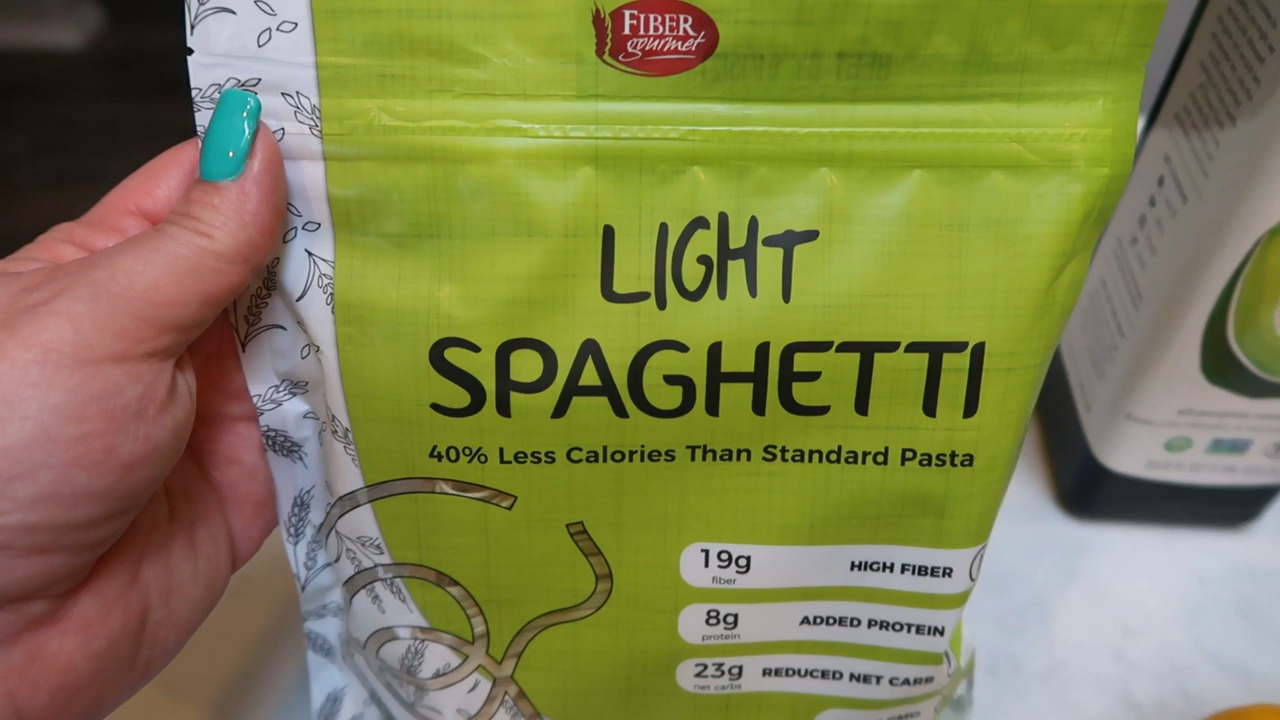 FIBER
gourmet
LIGHT
SPAGHETTI
40% Less Calories Than Standard Pasta
19g HIGH FIBER
fiber
8g ADDED PROTEIN
protein
23g REDUCED NET CARB
net carbs